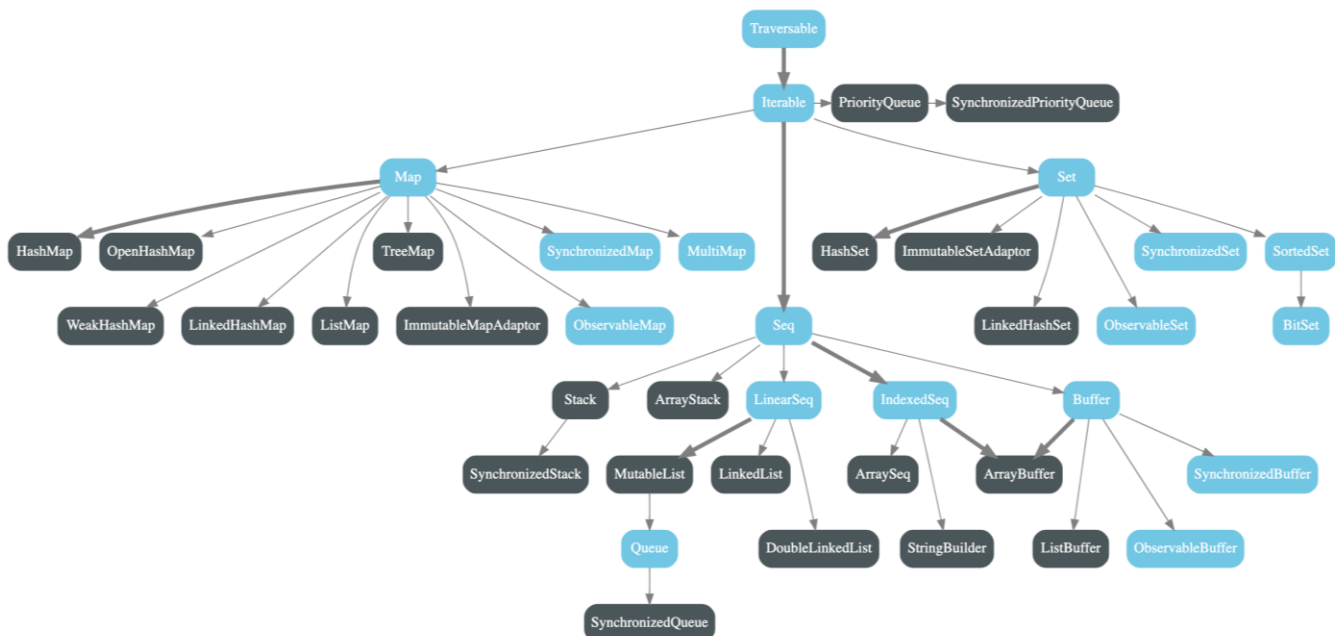 Traversable
Iterable
PriorityQueue
SynchronizedPriorityQueue
Map
Set
HashMap
OpenHashMap
TreeMap
SynchronizedMap
MultiMap
HashSet
ImmutableSetAdaptor
SynchronizedSet
SortedSet
WeakHashMap
LinkedHashMap
ListMap
ImmutableMapAdaptor
ObservableMap
Seq
LinkedHashSet
ObservableSet
BitSet
Stack
ArrayStack
LinearSeq
IndexedSeq
Buffer
SynchronizedStack
MutableList
LinkedList
ArraySeq
ArrayBuffer
SynchronizedBuffer
Queue
DoubleLinkedList
StringBuilder
ListBuffer
ObservableBuffer
SynchronizedQueue